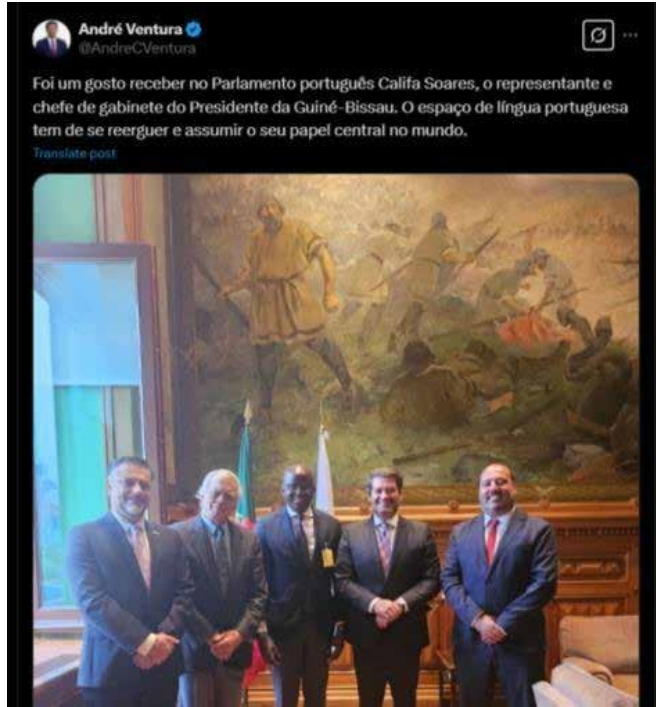 André Ventura
@AndreCVentura
Foi um gosto receber no Parlamento português Califa Soares, o representante e
chefe de gabinete do Presidente da Guiné-Bissau. O espaço de língua portuguesa
tem de se reerguer e assumir o seu papel central no mundo.
Translate post